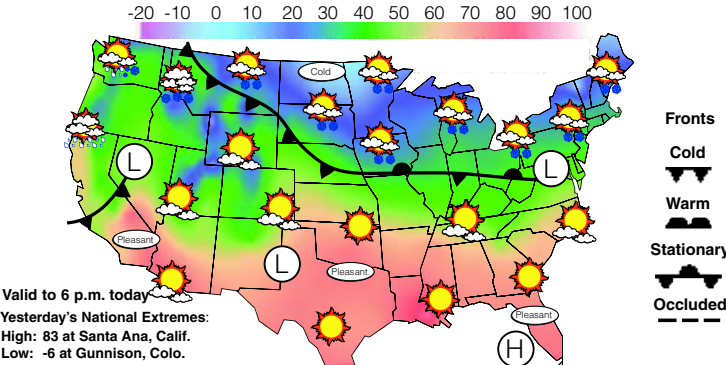 -20 -10 0 10 20 30 40 50 60 70 80 90 100
Cold
L
L
Pleasant
L
Pleasant
Pleasant
H
Fronts
Cold
Warm
Stationary
Occluded
Valid to 6 p.m. today
Yesterday's National Extremes:
High: 83 at Santa Ana, Calif.
Low: -6 at Gunnison, Colo.